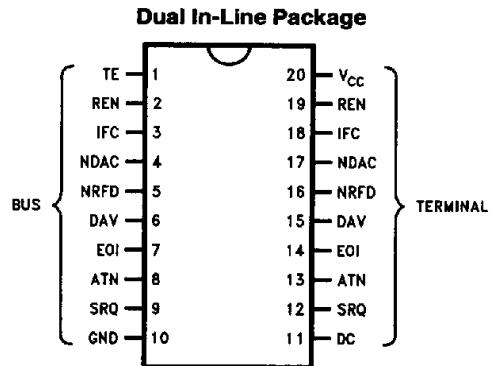 Dual In-Line Package
TE 1 20 VCC
REN 2 19 REN
IFC 3 18 IFC
NDAC 4 17 NDAC
NRFD 5 16 NRFD
BUS TERMINAL
DAV 6 15 DAV
EOI 7 14 EOI
ATN 8 13 ATN
SRQ 9 12 SRQ
GND 10 11 DC